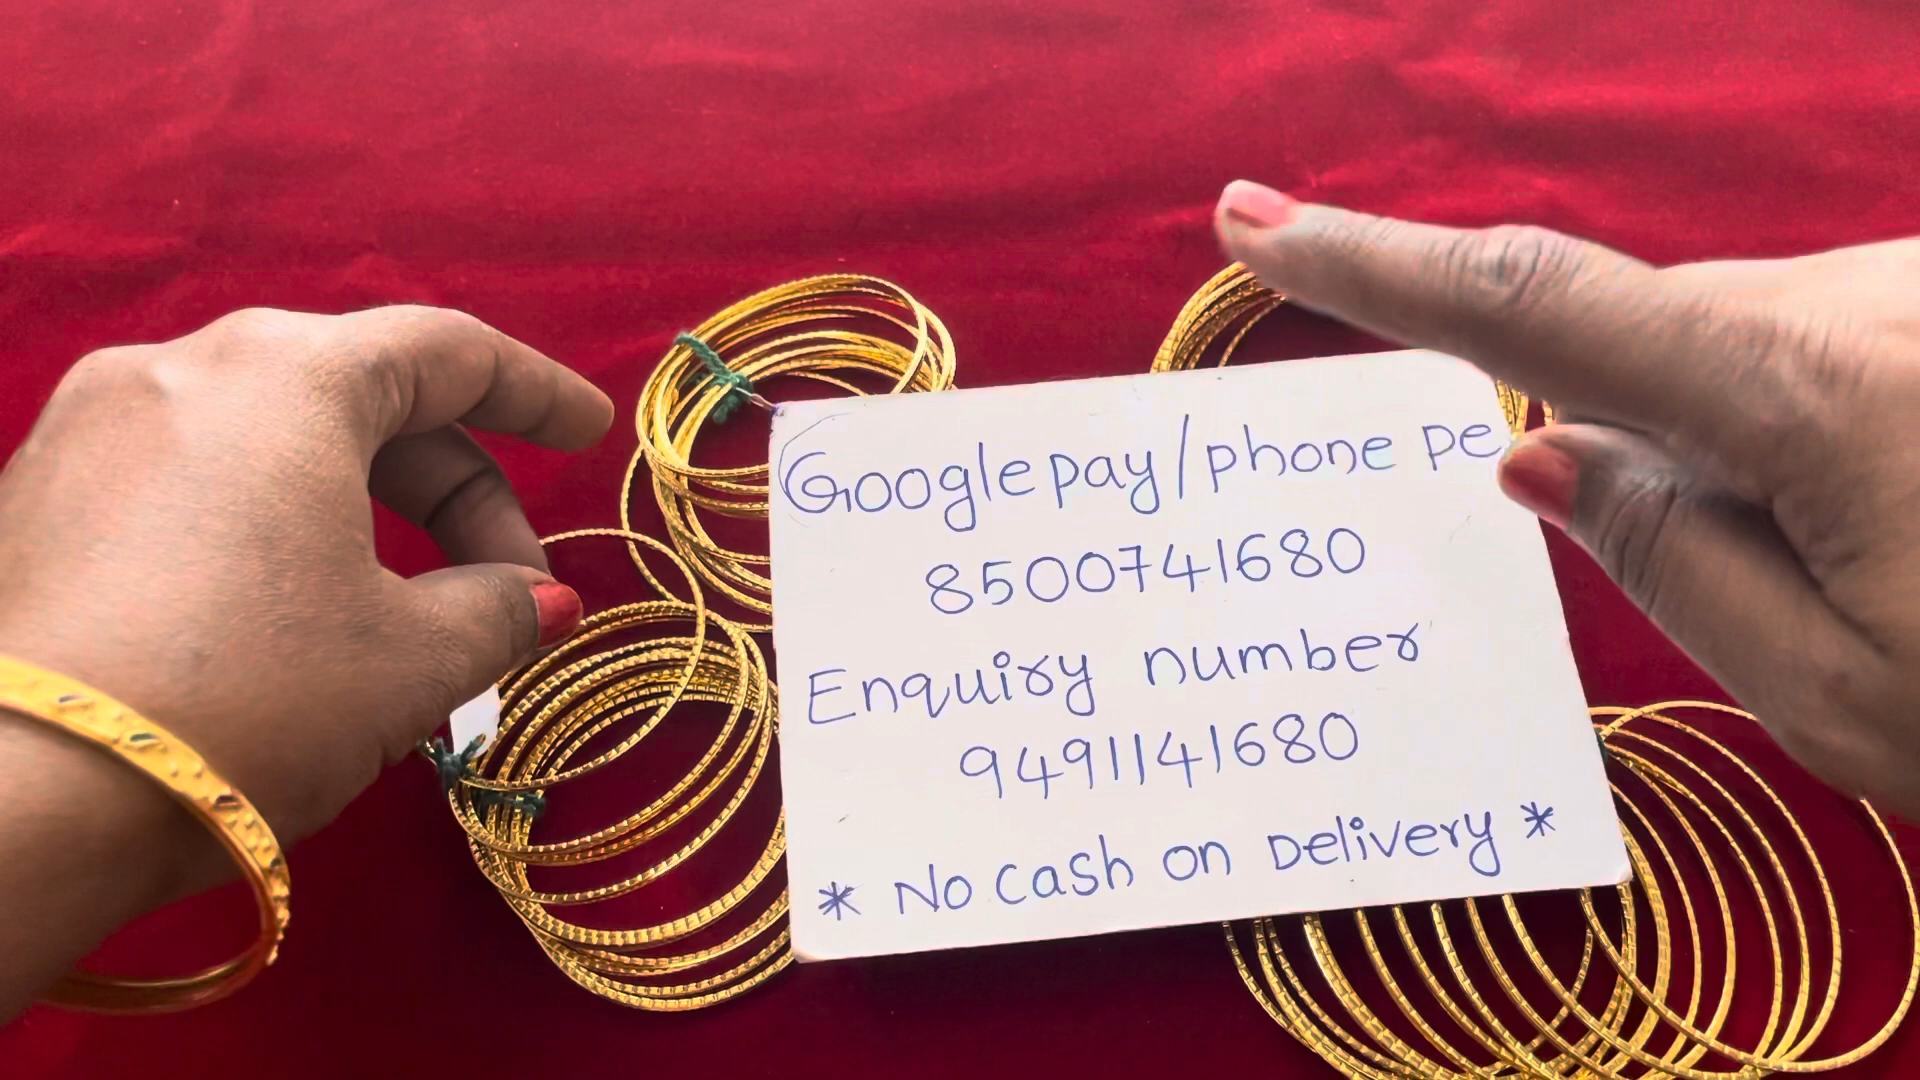 Googlepay/phone pe
8500741680
Enquiry number
9491141680
* No cash on Delivery *